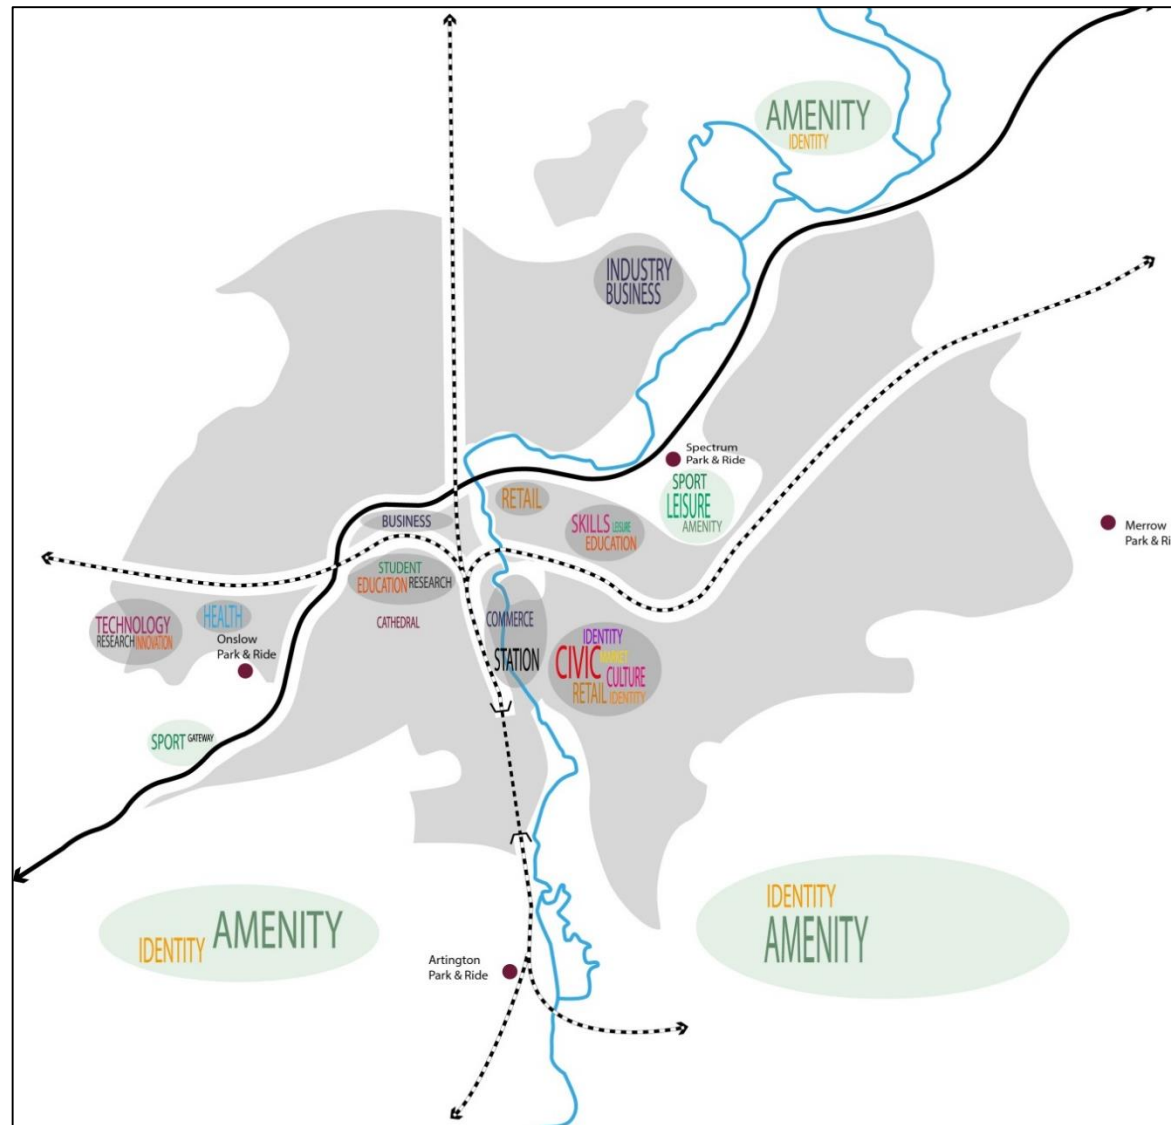 AMENITY
IDENTITY
INDUSTRY
BUSINESS
Spectrum
Park & Ride
SPORT
LEISURE
AMENITY
RETAIL
BUSINESS
SKILLS LEISURE
EDUCATION
Merrow
Park & Ri
STUDENT
EDUCATION RESEARCH
CATHEDRAL
TECHNOLOGY
RESEARCH INNOVATION
HEALTH
Onslow
Park & Ride
COMMERCE
STATION
IDENTITY
CIVIC MARKET
CULTURE
RETAIL IDENTITY
SPORT GATEWAY
IDENTITY AMENITY
IDENTITY
AMENITY
Artington
Park & Ride